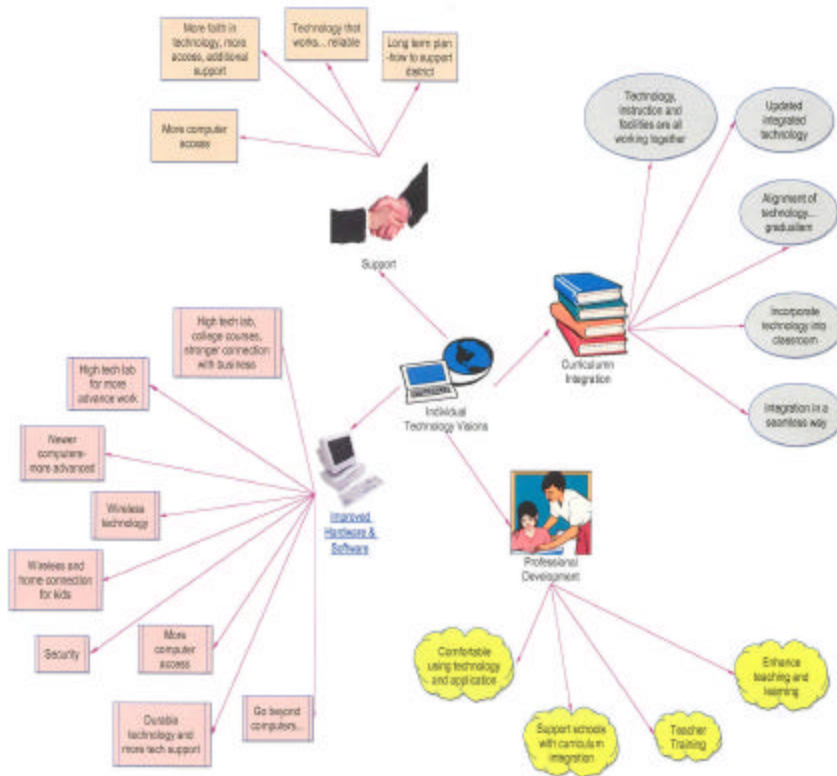 More faith in
technology, more
access, additional
support
Technology that
works... reliable
Long term plan
-how to support
district
More computer
access
Support
Technology,
instruction and
facilities are all
working together
Updated
integrated
technology
Alignment of
technology...
gradualism
Incorporate
technology into
classroom
Integration in a
seamless way
Curriculumn
Integration
Individual
Technology Visions
High tech lab,
college courses,
stronger connection
with business
High tech lab
for more
advance work
Newer
computers-
more advanced
Wireless
technology
Wireless and
home connection
for kids
Security
More
computer
access
Durable
technology and
more tech support
Go beyond
computers...
Improved
Hardware &
Software
Professional
Development
Comfortable
using technology
and application
Support schools
with curriculum
integration
Teacher
Training
Enhance
teaching and
learning